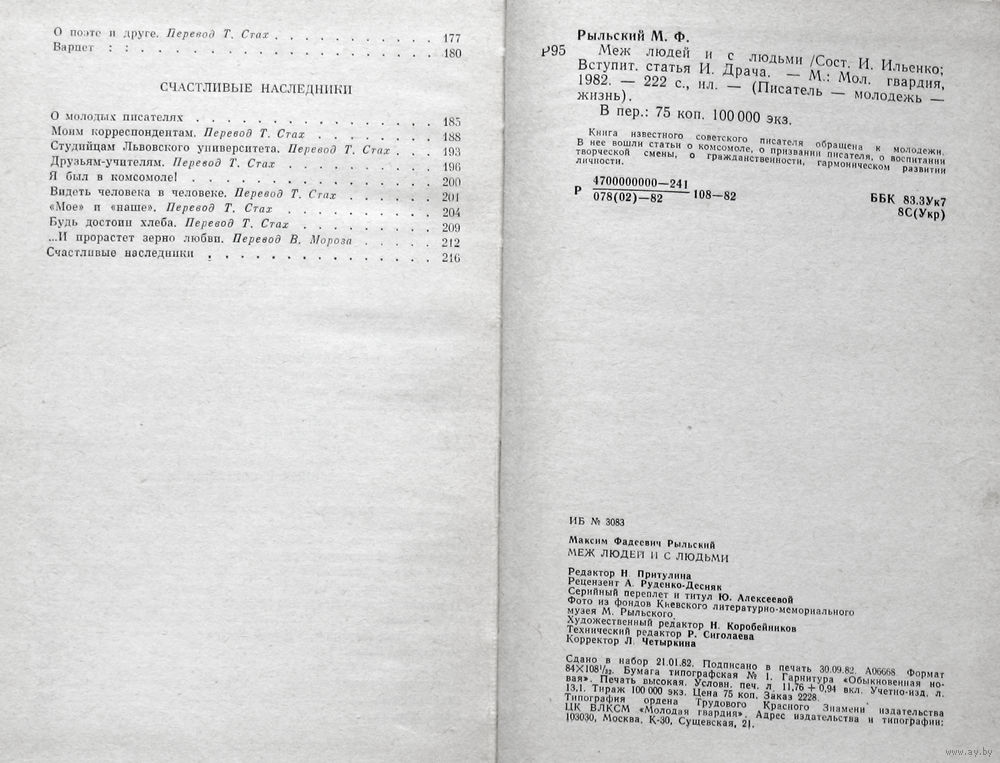 О поэте и друге. Перевод Т. Стах . . . . . . . . . . . 177
Варпет : : . . . . . . . . . . . . . . . . . . . . 180
СЧАСТЛИВЫЕ НАСЛЕДНИКИ
О молодых писателях . . . . . . . . . . . . . . . . 185
Моим корреспондентам. Перевод Т. Стах . . . . . . . . 188
Студийцам Львовского университета. Перевод Т. Стах . . . 193
Друзьям-учителям. Перевод Т. Стах . . . . . . . . . . 196
Я был в комсомоле! . . . . . . . . . . . . . . . . 200
Видеть человека в человеке. Перевод Т. Стах . . . . . . 201
«Мое» и «наше». Перевод Т. Стах . . . . . . . . . . 204
Будь достоин хлеба. Перевод Т. Стах . . . . . . . . . 209
...И прорастет зерно любви. Перевод В. Мороза . . . . . 212
Счастливые наследники . . . . . . . . . . . . . . . 216
Рыльский М. Ф.
Р95 Меж людей и с людьми /Сост. И. Ильенко;
Вступит. статья И. Драча. — М.: Мол. гвардия,
1982. — 222 с., ил. — (Писатель — молодежь —
жизнь).
В пер.: 75 коп. 100 000 экз.
Книга известного советского писателя обращена к молодежи.
В нее вошли статьи о комсомоле, о призвании писателя, о воспитании
творческой смены, о гражданственности, гармоническом развитии
личности.
Р 4700000000—241
078(02)—82 108—82
ББК 83.3Ук7
8С(Укр)
ИБ № 3083
Максим Фадеевич Рыльский
МЕЖ ЛЮДЕЙ И С ЛЮДЬМИ
Редактор Н. Притулина
Рецензент А. Руденко-Десняк
Серийный переплет и титул Ю. Алексеевой
Фото из фондов Киевского литературно-мемориального
музея М. Рыльского.
Художественный редактор Н. Коробейников
Технический редактор Р. Сиголаева
Корректор Л. Четыркина
Сдано в набор 21.01.82. Подписано в печать 30.09.82. А06668. Формат
84×108¹/₃₂. Бумага типографская № 1. Гарнитура «Обыкновенная но-
вая». Печать высокая. Условн. печ. л. 11,76 + 0,94 вкл. Учетно-изд. л.
13,1. Тираж 100 000 экз. Цена 75 коп. Заказ 2228.
Типография ордена Трудового Красного Знамени издательства
ЦК ВЛКСМ «Молодая гвардия». Адрес издательства и типографии:
103030, Москва, К-30, Сущевская, 21.
www.ay.by